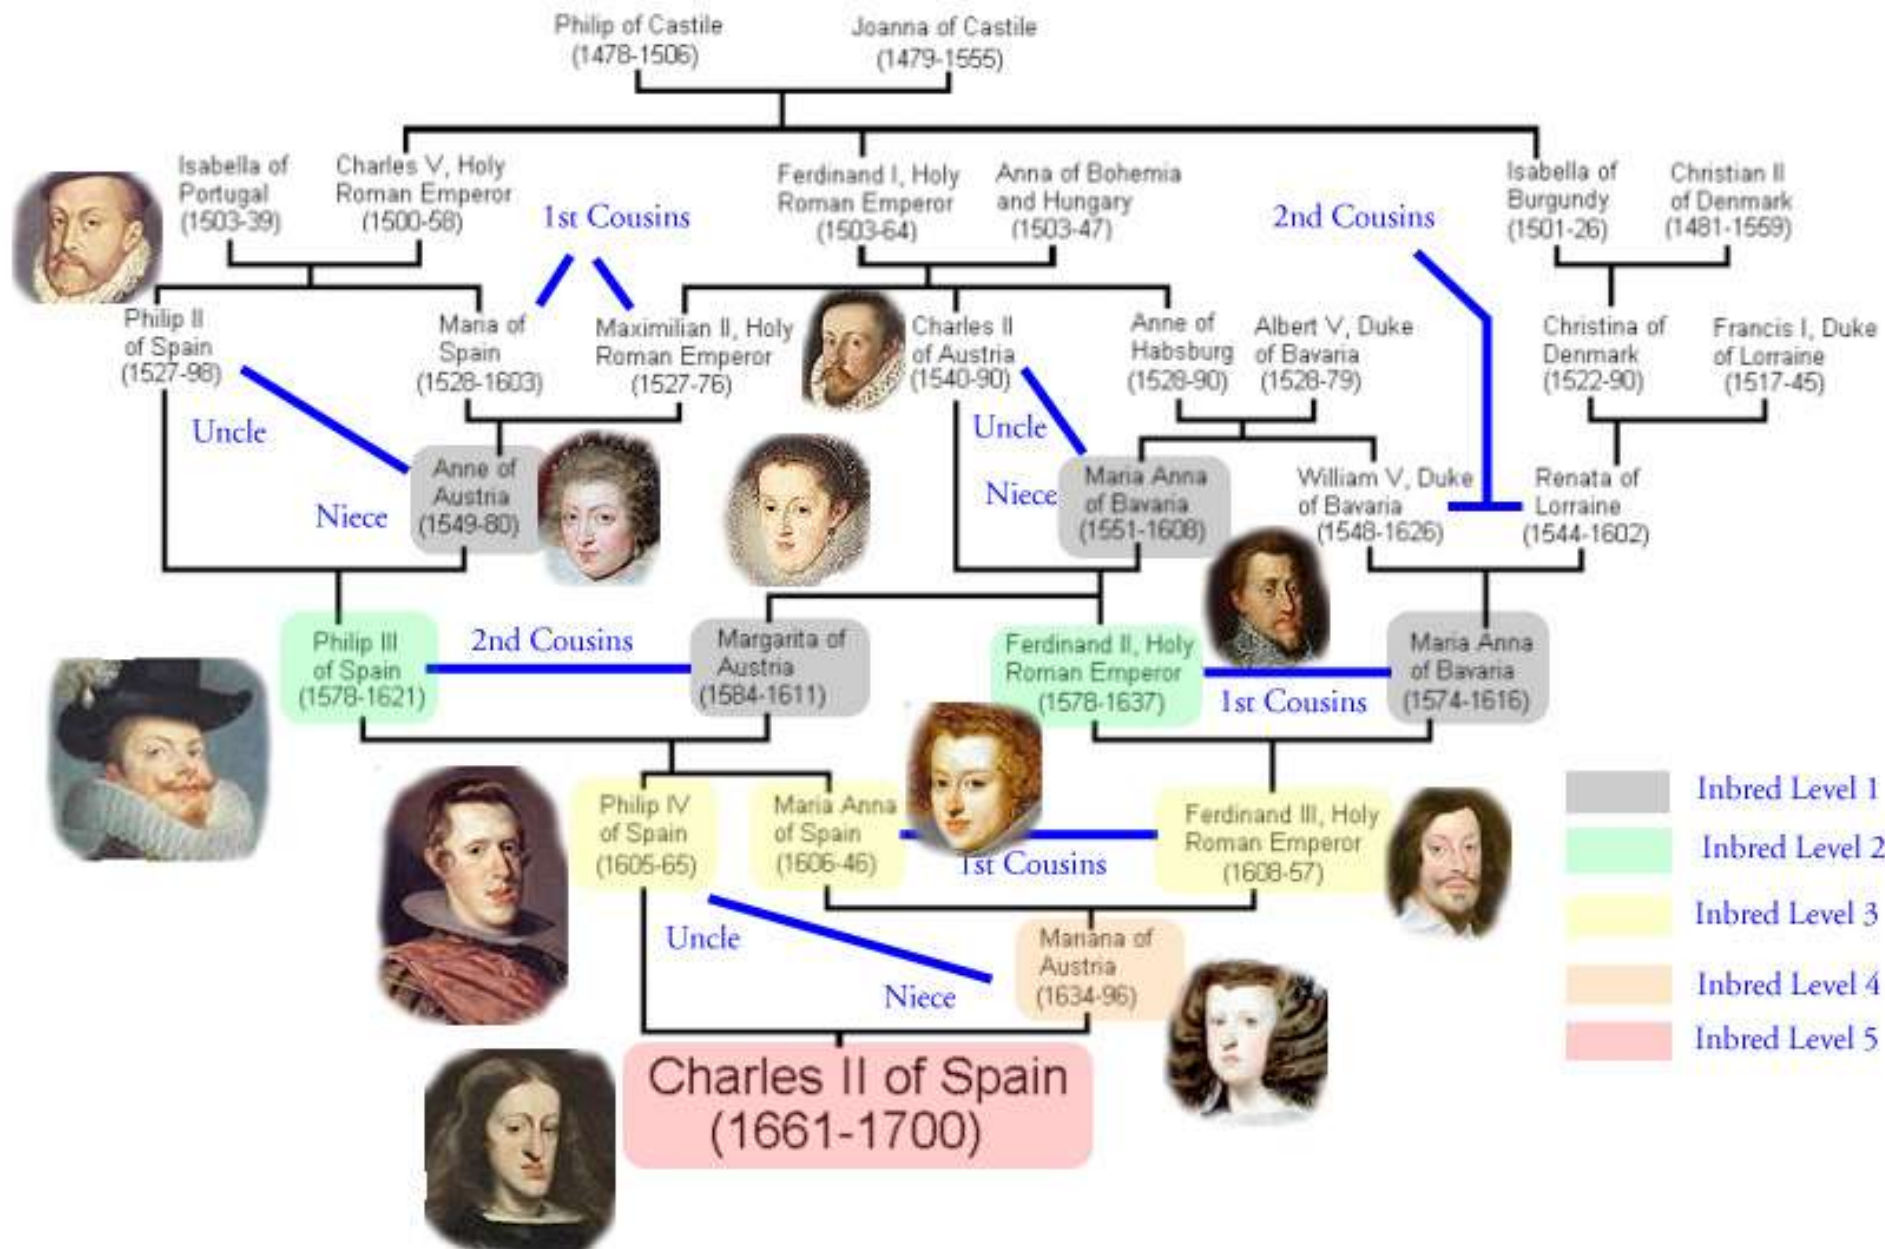 Philip of Castile
(1478-1506)
Joanna of Castile
(1479-1555)
Isabella of
Portugal
(1503-39)
Charles V, Holy
Roman Emperor
(1500-58)
1st Cousins
Ferdinand I, Holy
Roman Emperor
(1503-64)
Anna of Bohemia
and Hungary
(1503-47)
2nd Cousins
Isabella of
Burgundy
(1501-26)
Christian II
of Denmark
(1481-1559)
Philip II
of Spain
(1527-98)
Maria of
Spain
(1528-1603)
Maximilian II, Holy
Roman Emperor
(1527-76)
Charles II
of Austria
(1540-90)
Anne of
Habsburg
(1528-90)
Albert V, Duke
of Bavaria
(1528-79)
Christina of
Denmark
(1522-90)
Francis I, Duke
of Lorraine
(1517-45)
Uncle
Niece
Anne of
Austria
(1549-80)
Uncle
Niece
Maria Anna
of Bavaria
(1551-1608)
William V, Duke
of Bavaria
(1548-1626)
Renata of
Lorraine
(1544-1602)
Philip III
of Spain
(1578-1621)
2nd Cousins
Margarita of
Austria
(1584-1611)
Ferdinand II, Holy
Roman Emperor
(1578-1637)
1st Cousins
Maria Anna
of Bavaria
(1574-1616)
Philip IV
of Spain
(1605-65)
Maria Anna
of Spain
(1606-46)
1st Cousins
Ferdinand III, Holy
Roman Emperor
(1608-57)
Uncle
Niece
Mariana of
Austria
(1634-96)
Charles II of Spain
(1661-1700)
Inbred Level 1
Inbred Level 2
Inbred Level 3
Inbred Level 4
Inbred Level 5